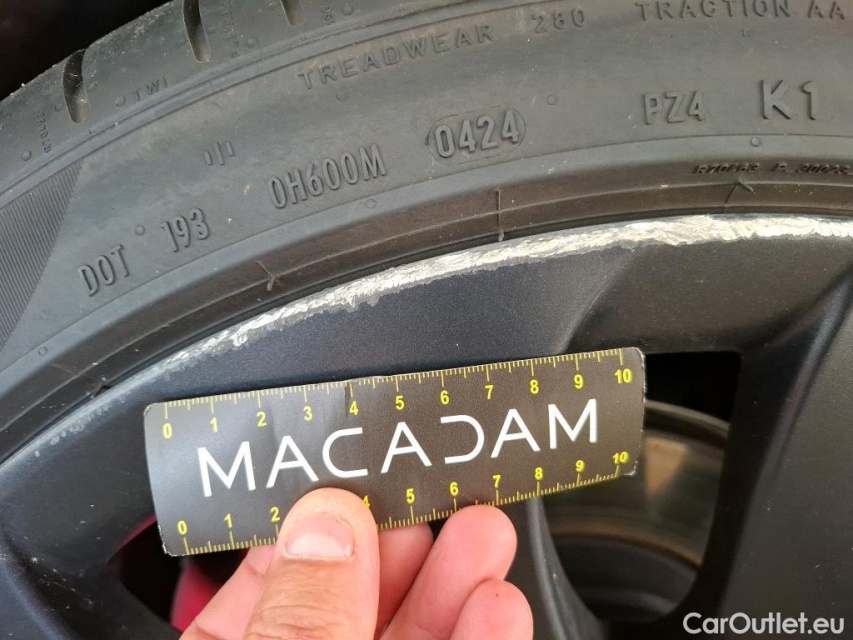 TREADWEAR 280 TRACTION AA
TWI
DOT 193 0H600M 0424 PZ4 K1
0 1 2 3 4 5 6 7 8 9 10
MACADAM
0 1 2 4 5 6 7 8 9 10
CarOutlet.eu